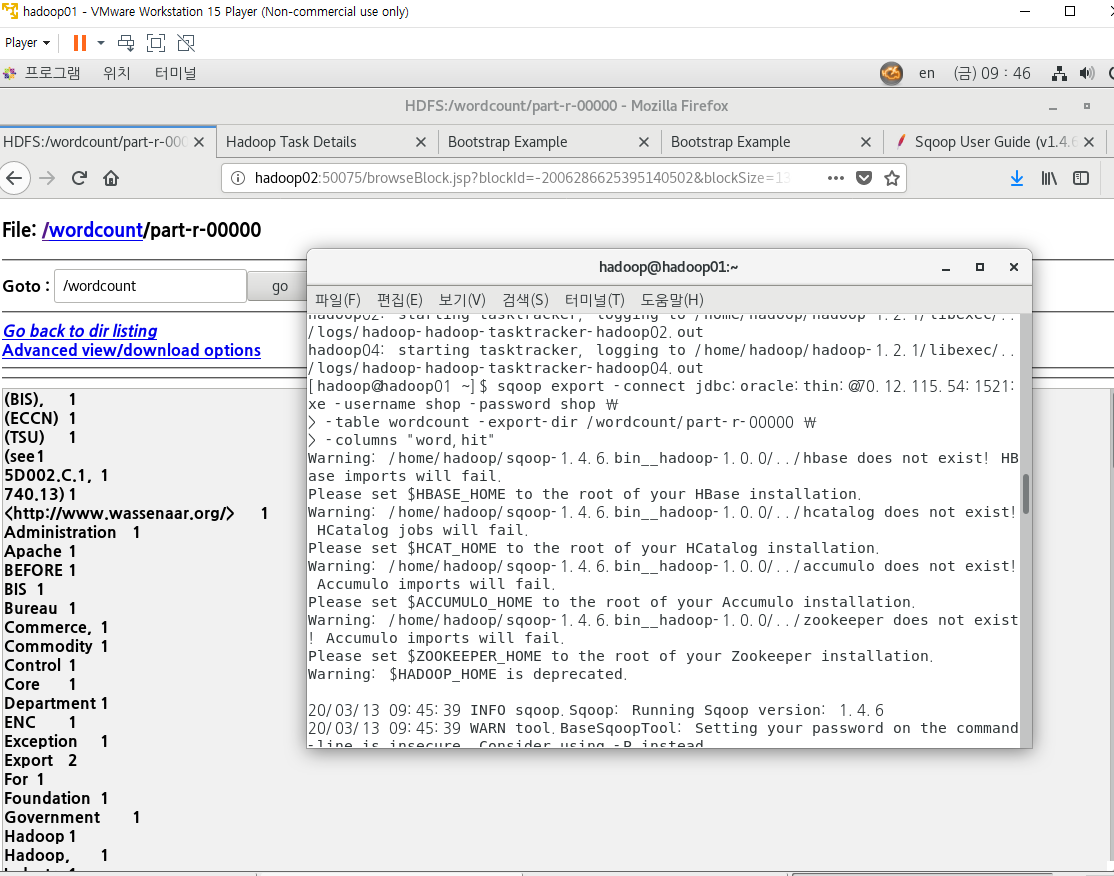 hadoop01 - VMware Workstation 15 Player (Non-commercial use only)
Player
프로그램 위치 터미널 en (금) 09 : 46
HDFS:/wordcount/part-r-00000 - Mozilla Firefox
HDFS:/wordcount/part-r-000 Hadoop Task Details Bootstrap Example Bootstrap Example Sqoop User Guide (v1.4.6
hadoop02:50075/browseBlock.jsp?blockId=-2006286625395140502&blockSize=13
File: /wordcount/part-r-00000
Goto : /wordcount go
Go back to dir listing
Advanced view/download options
(BIS), 1
(ECCN) 1
(TSU) 1
(see 1
5D002.C.1, 1
740.13) 1
<http://www.wassenaar.org/> 1
Administration 1
Apache 1
BEFORE 1
BIS 1
Bureau 1
Commerce, 1
Commodity 1
Control 1
Core 1
Department 1
ENC 1
Exception 1
Export 2
For 1
Foundation 1
Government 1
Hadoop 1
Hadoop, 1
hadoop@hadoop01:~
파일(F) 편집(E) 보기(V) 검색(S) 터미널(T) 도움말(H)
hadoop02: starting tasktracker, logging to /home/hadoop/hadoop-1.2.1/libexec/..
/logs/hadoop-hadoop-tasktracker-hadoop02.out
hadoop04: starting tasktracker, logging to /home/hadoop/hadoop-1.2.1/libexec/..
/logs/hadoop-hadoop-tasktracker-hadoop04.out
[hadoop@hadoop01 ~]$ sqoop export -connect jdbc:oracle:thin:@70.12.115.54:1521:
xe -username shop -password shop ₩
> -table wordcount -export-dir /wordcount/part-r-00000 ₩
> -columns "word,hit"
Warning: /home/hadoop/sqoop-1.4.6.bin__hadoop-1.0.0/../hbase does not exist! HB
ase imports will fail.
Please set $HBASE_HOME to the root of your HBase installation.
Warning: /home/hadoop/sqoop-1.4.6.bin__hadoop-1.0.0/../hcatalog does not exist!
HCatalog jobs will fail.
Please set $HCAT_HOME to the root of your HCatalog installation.
Warning: /home/hadoop/sqoop-1.4.6.bin__hadoop-1.0.0/../accumulo does not exist!
Accumulo imports will fail.
Please set $ACCUMULO_HOME to the root of your Accumulo installation.
Warning: /home/hadoop/sqoop-1.4.6.bin__hadoop-1.0.0/../zookeeper does not exist
! Accumulo imports will fail.
Please set $ZOOKEEPER_HOME to the root of your Zookeeper installation.
Warning: $HADOOP_HOME is deprecated.
20/03/13 09:45:39 INFO sqoop.Sqoop: Running Sqoop version: 1.4.6
20/03/13 09:45:39 WARN tool.BaseSqoopTool: Setting your password on the command
-line is insecure. Consider using -P instead.